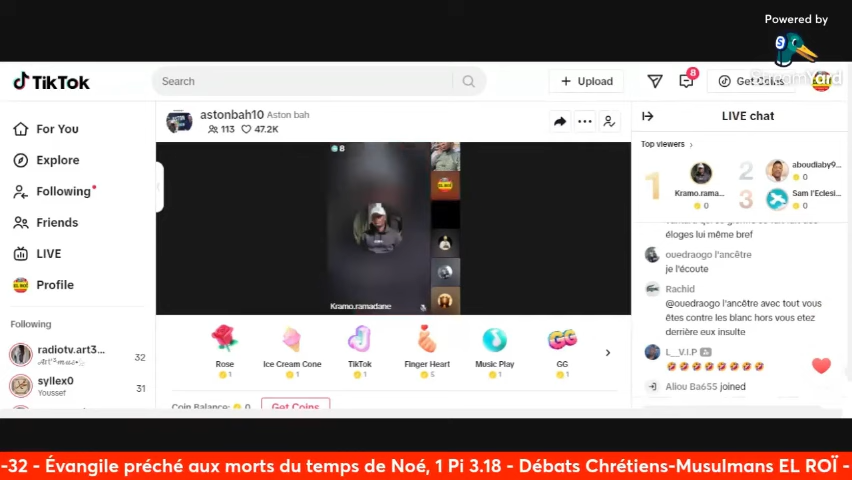 Powered by
StreamYard
TikTok
Search
Upload
8
Get Coins
For You
Explore
Following
Friends
LIVE
Profile
EL ROÏ
Following
radiotv.art3...
32
syllex0
31
Youssef
astonbah10 Aston bah
113 47.2K
8
Kramo.ramadane
Rose
1
Ice Cream Cone
1
TikTok
1
Finger Heart
5
Music Play
1
GG
1
Coin Balance: 0
Get Coins
LIVE chat
Top viewers
1
Kramo.rama...
0
2
aboudlaby9...
0
3
Sam l'Eclesi...
0
éloges lui même bref
ouedraogo l'ancêtre
je l'écoute
Rachid
@ouedraogo l'ancêtre avec tout vous
êtes contre les blanc hors vous etez
derrière eux insulte
L__V.I.P
Aliou Ba655 joined
-32 - Évangile préché aux morts du temps de Noé, 1 Pi 3.18 - Débats Chrétiens-Musulmans EL ROÏ -